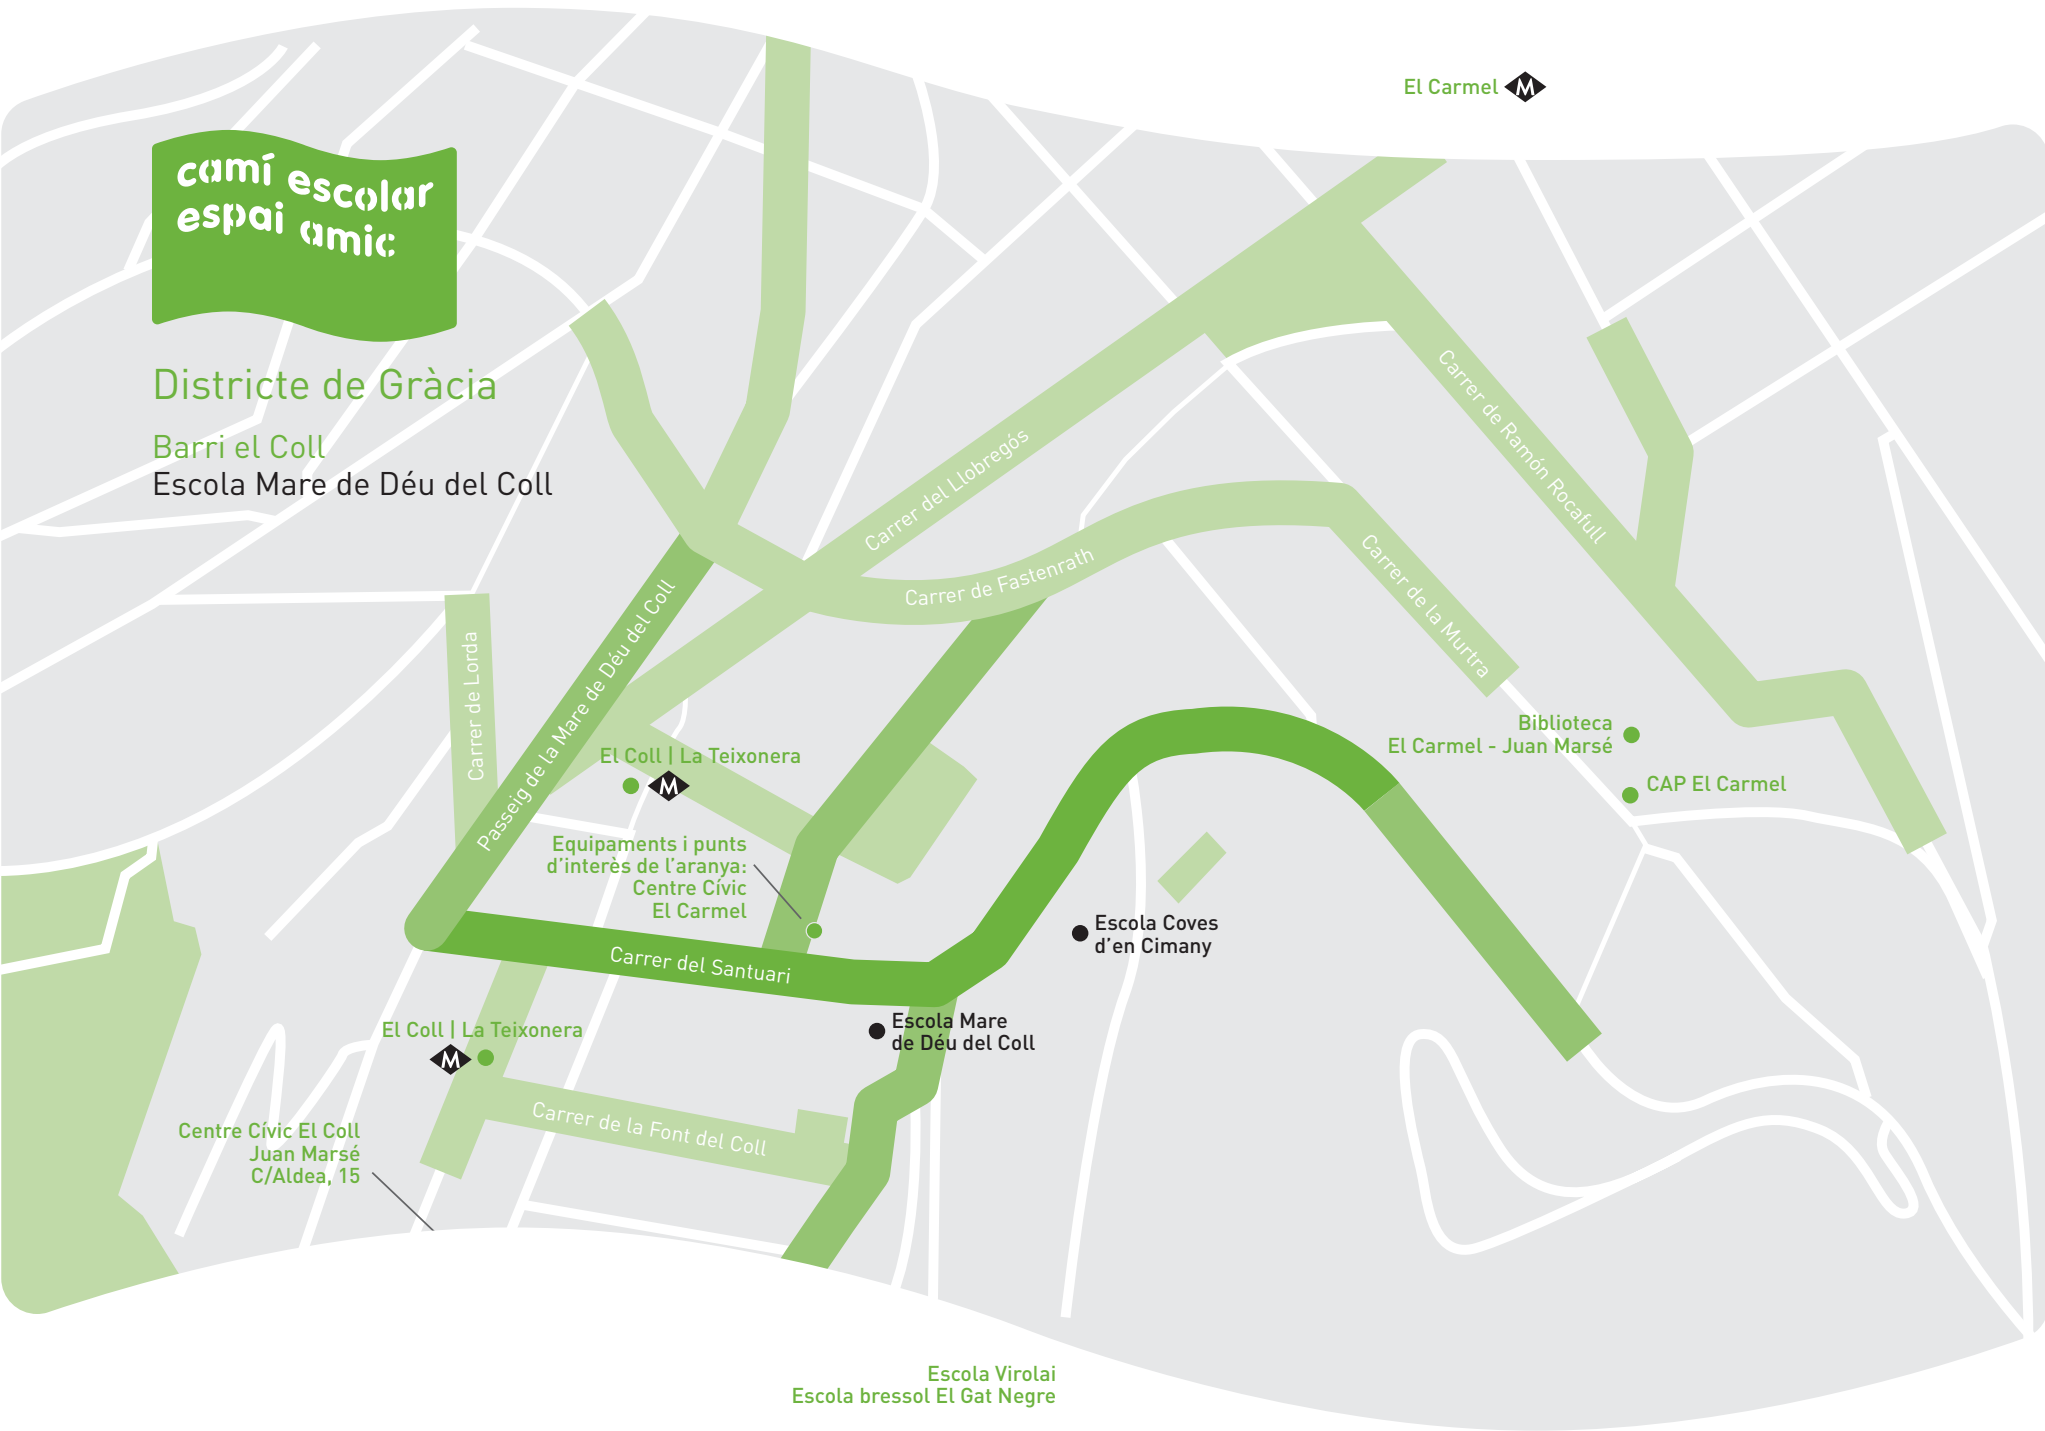 El Carmel M
camí escolar
espai amic
Districte de Gràcia
Barri el Coll
Escola Mare de Déu del Coll
Carrer del Llobregós
Carrer de Ramón Rocafull
Carrer de Fastenrath
Carrer de la Murtra
Carrer de Lorda
Passeig de la Mare de Déu del Coll
Biblioteca
El Carmel - Juan Marsé
CAP El Carmel
El Coll | La Teixonera
M
Equipaments i punts
d’interès de l’aranya:
Centre Cívic
El Carmel
Carrer del Santuari
Escola Coves
d’en Cimany
Escola Mare
de Déu del Coll
El Coll | La Teixonera
M
Carrer de la Font del Coll
Centre Cívic El Coll
Juan Marsé
C/Aldea, 15
Escola Virolai
Escola bressol El Gat Negre